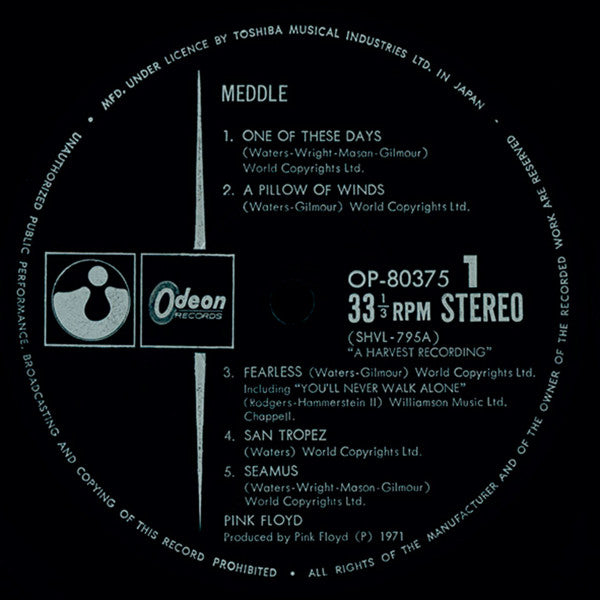 MFD. UNDER LICENCE BY TOSHIBA MUSICAL INDUSTRIES LTD. IN JAPAN
MEDDLE
1. ONE OF THESE DAYS
(Waters-Wright-Mason-Gilmour)
World Copyrights Ltd.
2. A PILLOW OF WINDS
(Waters-Gilmour) World Copyrights Ltd.
Odeon
RECORDS
OP-80375 1
33 1/3 RPM STEREO
(SHVL-795A)
"A HARVEST RECORDING"
3. FEARLESS (Waters-Gilmour) World Copyrights Ltd.
Including "YOU'LL NEVER WALK ALONE"
(Rodgers-Hammerstein II) Williamson Music Ltd.
Chappell.
4. SAN TROPEZ
(Waters) World Copyrights Ltd.
5. SEAMUS
(Waters-Wright-Mason-Gilmour)
World Copyrights Ltd.
PINK FLOYD
Produced by Pink Floyd (P) 1971
UNAUTHORIZED PUBLIC PERFORMANCE, BROADCASTING AND COPYING OF THIS RECORD PROHIBITED • ALL RIGHTS OF THE MANUFACTURER AND OF THE OWNER OF THE RECORDED WORK ARE RESERVED